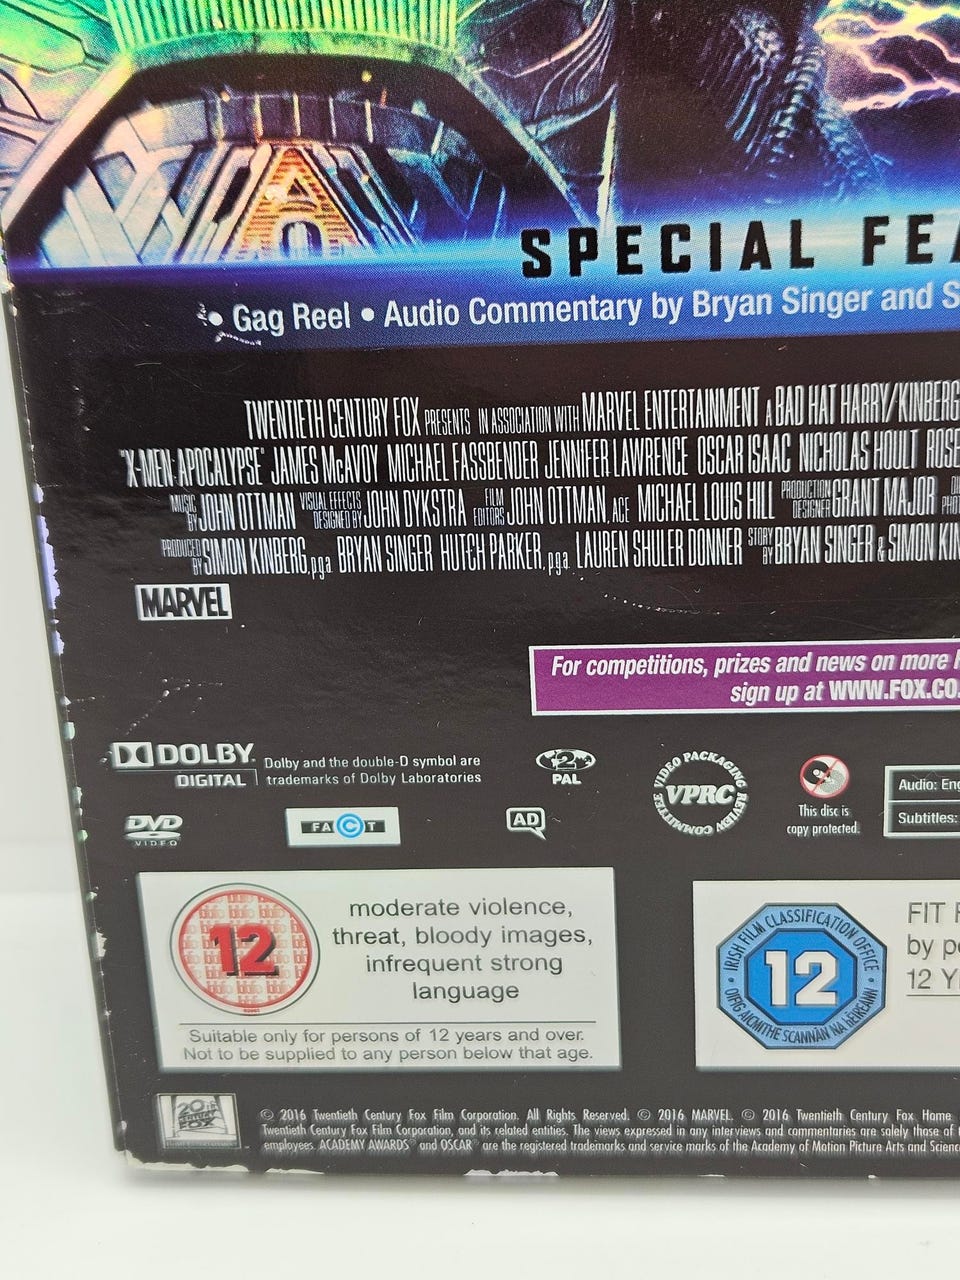 SPECIAL FEA
• Gag Reel • Audio Commentary by Bryan Singer and S
TWENTIETH CENTURY FOX PRESENTS IN ASSOCIATION WITH MARVEL ENTERTAINMENT A BAD HAT HARRY/KINBERG
"X-MEN: APOCALYPSE" JAMES McAVOY MICHAEL FASSBENDER JENNIFER LAWRENCE OSCAR ISAAC NICHOLAS HOULT ROSE
MUSIC BY JOHN OTTMAN VISUAL EFFECTS DESIGNED BY JOHN DYKSTRA FILM EDITORS JOHN OTTMAN, ACE MICHAEL LOUIS HILL PRODUCTION DESIGNER GRANT MAJOR
PRODUCED BY SIMON KINBERG, p.g.a. BRYAN SINGER HUTCH PARKER, p.g.a. LAUREN SHULER DONNER STORY BY BRYAN SINGER & SIMON KIN
MARVEL
For competitions, prizes and news on more
sign up at WWW.FOX.CO.
DOLBY
DIGITAL
Dolby and the double-D symbol are
trademarks of Dolby Laboratories
2
PAL
VIDEO PACKAGING REVIEW COMMITTEE
VPRC
This disc is
copy protected.
Audio: Eng
Subtitles:
DVD
VIDEO
FACT
AD
12
moderate violence,
threat, bloody images,
infrequent strong
language
Suitable only for persons of 12 years and over.
Not to be supplied to any person below that age.
IRISH FILM CLASSIFICATION OFFICE
12
OIFIG AICMITHE SCANNÁN NA hÉIREANN
FIT F
by pe
12 YE
20th
CENTURY
FOX
© 2016 Twentieth Century Fox Film Corporation. All Rights Reserved. © 2016 MARVEL. © 2016 Twentieth Century Fox Home
Twentieth Century Fox Film Corporation, and its related entities. The views expressed in any interviews and commentaries are solely those of
employees. ACADEMY AWARDS® and OSCAR® are the registered trademarks and service marks of the Academy of Motion Picture Arts and Scienc